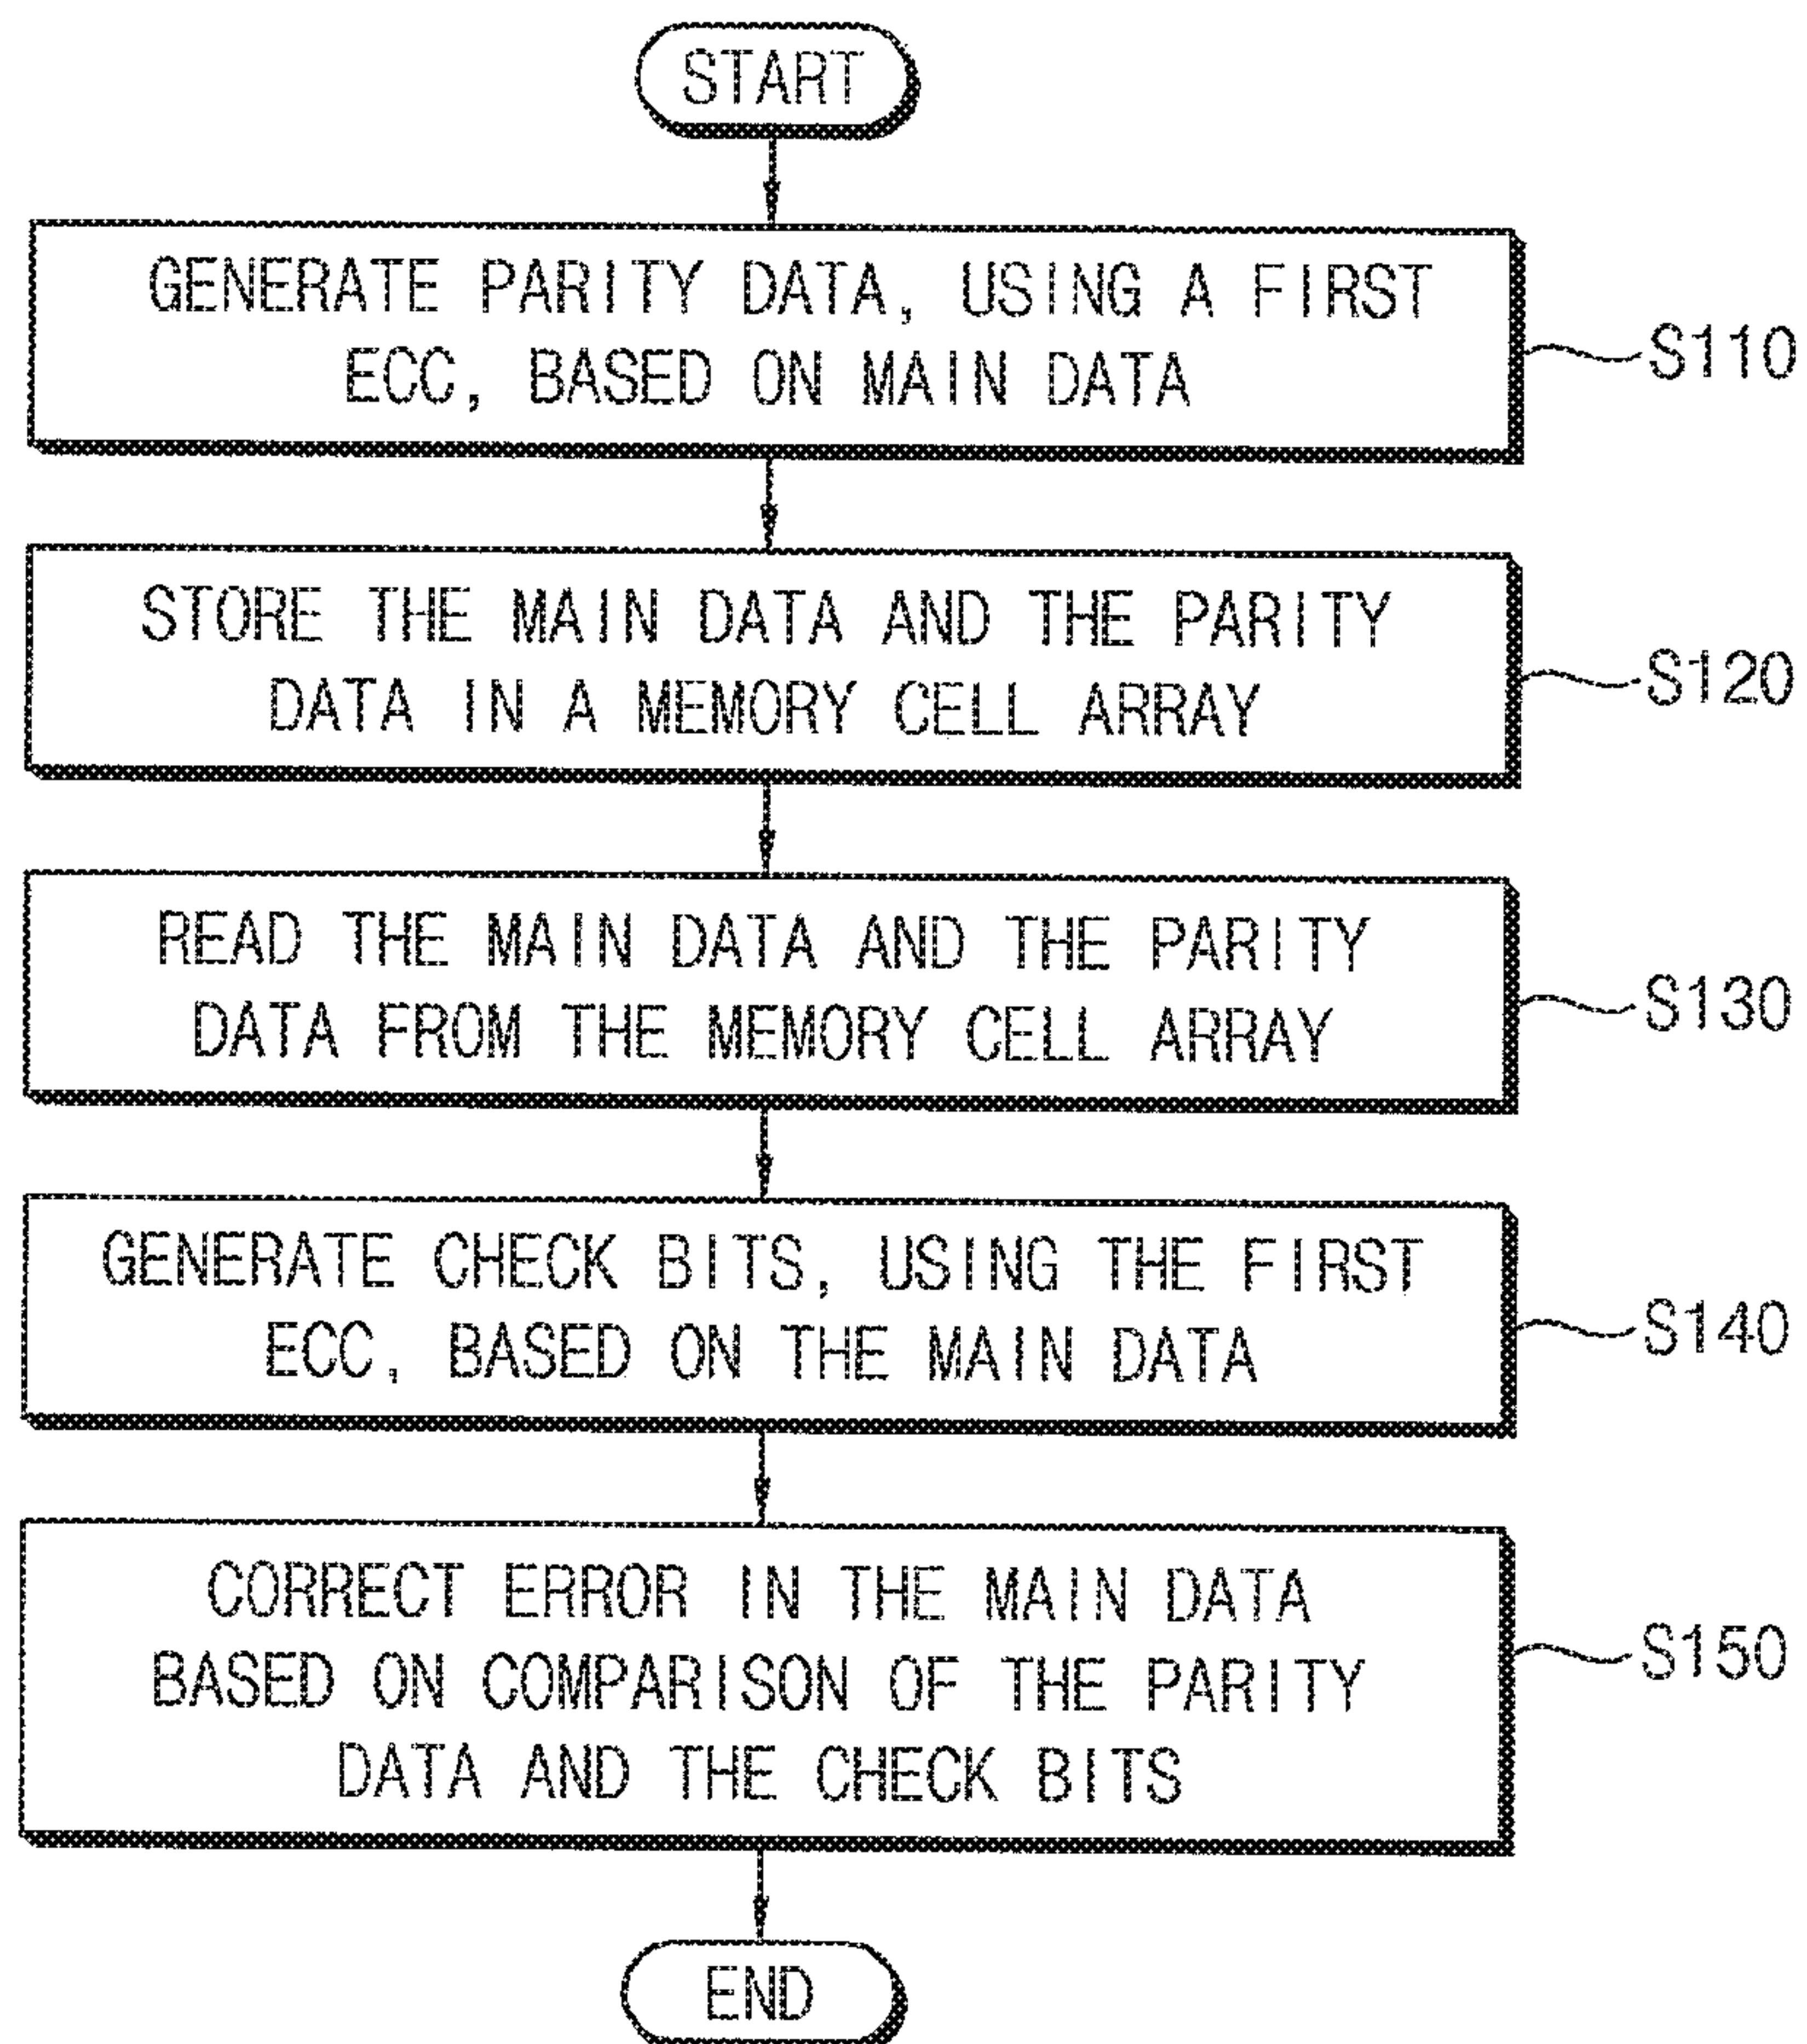 START
GENERATE PARITY DATA, USING A FIRST
ECC, BASED ON MAIN DATA
S110
STORE THE MAIN DATA AND THE PARITY
DATA IN A MEMORY CELL ARRAY
S120
READ THE MAIN DATA AND THE PARITY
DATA FROM THE MEMORY CELL ARRAY
S130
GENERATE CHECK BITS, USING THE FIRST
ECC, BASED ON THE MAIN DATA
S140
CORRECT ERROR IN THE MAIN DATA
BASED ON COMPARISON OF THE PARITY
DATA AND THE CHECK BITS
S150
END